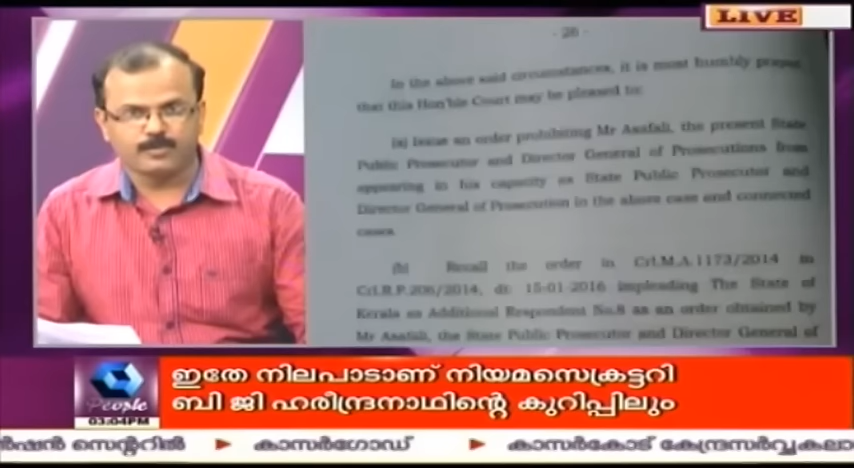 LIVE
- 28 -
In the above said circumstances, it is most humbly prayed
that this Hon'ble Court may be pleased to:
(a) Issue an order prohibiting Mr Asafali, the present State
Public Prosecutor and Director General of Prosecutions from
appearing in his capacity as State Public Prosecutor and
Director General of Prosecution in the above case and connected
cases.
(b) Recall the order in Crl.M.A.1173/2014 in
Crl.R.P.206/2014, dt: 15-01-2016 impleading The State of
Kerala as Additional Respondent No.8 as an order obtained by
Mr Asafali, the State Public Prosecutor and Director General of
People
03:04PM
ഇതേ നിലപാടാണ് നിയമസെക്രട്ടറി
ബി ജി ഹരീന്ദ്രനാഥിന്റെ കുറിപ്പിലും
ർഷൻ സെന്ററിൽ ▶ കാസർഗോഡ് ▶ കാസർകോട് കേന്ദ്രസർവ്വകലാ